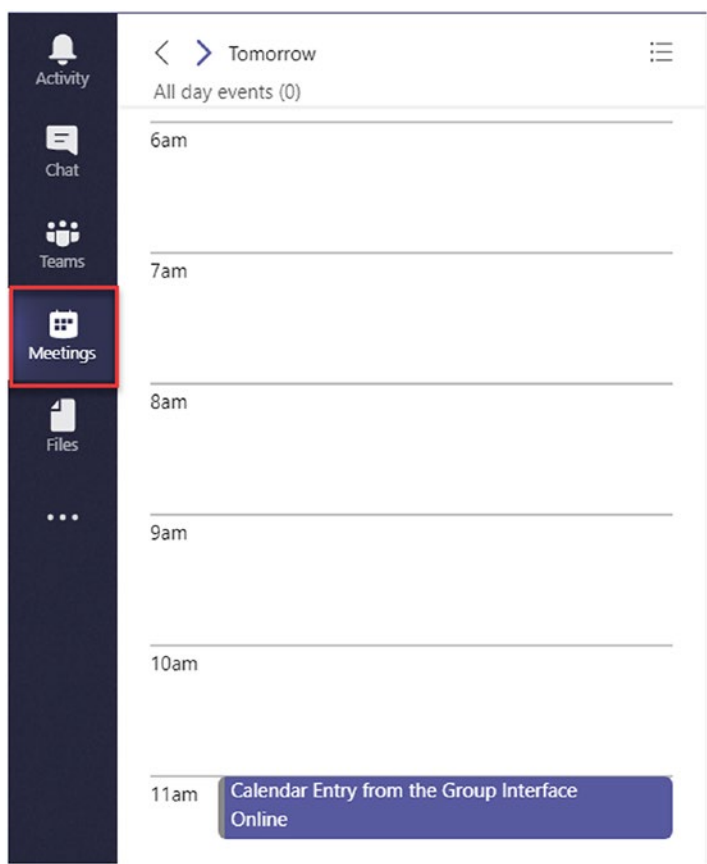 Activity
Chat
Teams
Meetings
Files
Tomorrow
All day events (0)
6am
7am
8am
9am
10am
11am
Calendar Entry from the Group Interface
Online